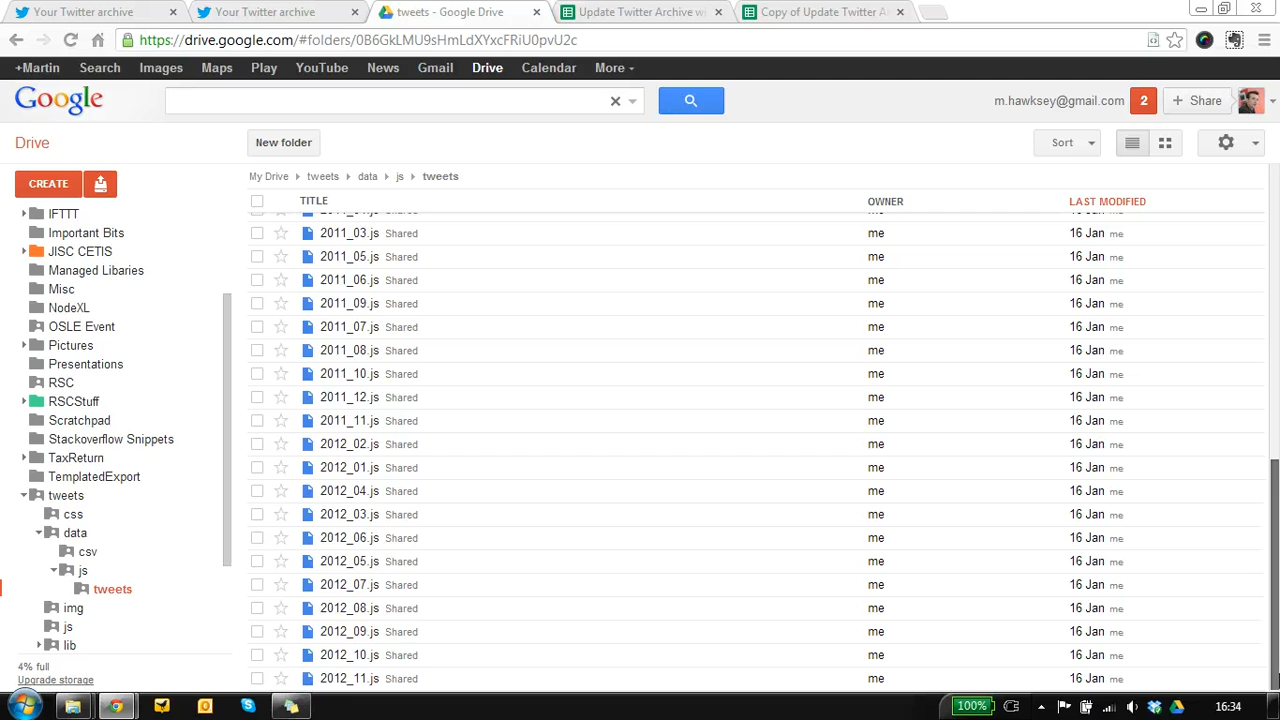 Your Twitter archive
Your Twitter archive
tweets - Google Drive
Update Twitter Archive wi
Copy of Update Twitter A
https://drive.google.com/#folders/0B6GkLMU9sHmLdXYxcFRiU0pvU2c
+Martin Search Images Maps Play YouTube News Gmail Drive Calendar More
Google
m.hawksey@gmail.com 2 + Share
Drive
New folder
Sort
My Drive tweets data js tweets
CREATE
TITLE OWNER LAST MODIFIED
IFTTT
Important Bits
JISC CETIS
Managed Libaries
Misc
NodeXL
OSLE Event
Pictures
Presentations
RSC
RSCStuff
Scratchpad
Stackoverflow Snippets
TaxReturn
TemplatedExport
tweets
css
data
csv
js
tweets
img
js
lib
4% full
Upgrade storage
2011_03.js Shared me 16 Jan me
2011_05.js Shared me 16 Jan me
2011_06.js Shared me 16 Jan me
2011_09.js Shared me 16 Jan me
2011_07.js Shared me 16 Jan me
2011_08.js Shared me 16 Jan me
2011_10.js Shared me 16 Jan me
2011_12.js Shared me 16 Jan me
2011_11.js Shared me 16 Jan me
2012_02.js Shared me 16 Jan me
2012_01.js Shared me 16 Jan me
2012_04.js Shared me 16 Jan me
2012_03.js Shared me 16 Jan me
2012_06.js Shared me 16 Jan me
2012_05.js Shared me 16 Jan me
2012_07.js Shared me 16 Jan me
2012_08.js Shared me 16 Jan me
2012_09.js Shared me 16 Jan me
2012_10.js Shared me 16 Jan me
2012_11.js Shared me 16 Jan me
100% 16:34